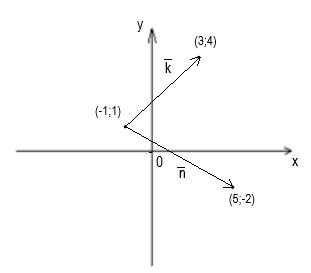 y
(3;4)
k̅
(-1;1)
0
x
n̅
(5;-2)